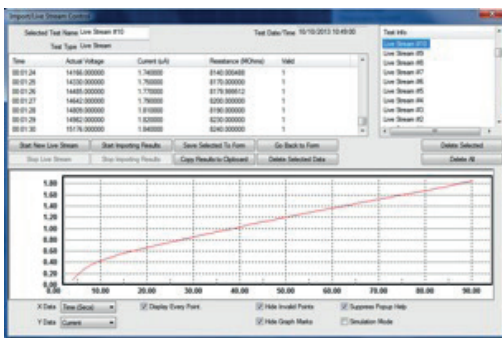 Import/Live Stream Control
Selected Test Name Live Stream #10
Test Date/Time 10/10/2013 10:49:00
Test Info
Test Type Live Stream
Live Stream #10
Live Stream #9
Live Stream #8
Live Stream #7
Live Stream #6
Live Stream #5
Live Stream #4
Live Stream #3
Live Stream #2
Time Actual Voltage Current (uA) Resistance (MOhms) Valid
00:01:24 14166.000000 1.740000 8140.000488 1
00:01:25 14330.000000 1.750000 8170.000000 1
00:01:26 14485.000000 1.770000 8179.999512 1
00:01:27 14642.000000 1.790000 8200.000000 1
00:01:28 14809.000000 1.810000 8190.000000 1
00:01:29 14982.000000 1.820000 8230.000000 1
00:01:30 15176.000000 1.840000 8240.000000 1
Start New Live Stream Start Importing Results Save Selected To Form Go Back to Form Delete Selected
Stop Live Stream Stop Importing Results Copy Results to Clipboard Delete Selected Data Delete All
1.80
1.60
1.40
1.20
1.00
0.80
0.60
0.40
0.20
0.00
0.00 10.00 20.00 30.00 40.00 50.00 60.00 70.00 80.00 90.00
X Data Time (Secs) Display Every Point Hide Invalid Points Suppress Popup Help
Y Data Current Hide Graph Marks Simulation Mode